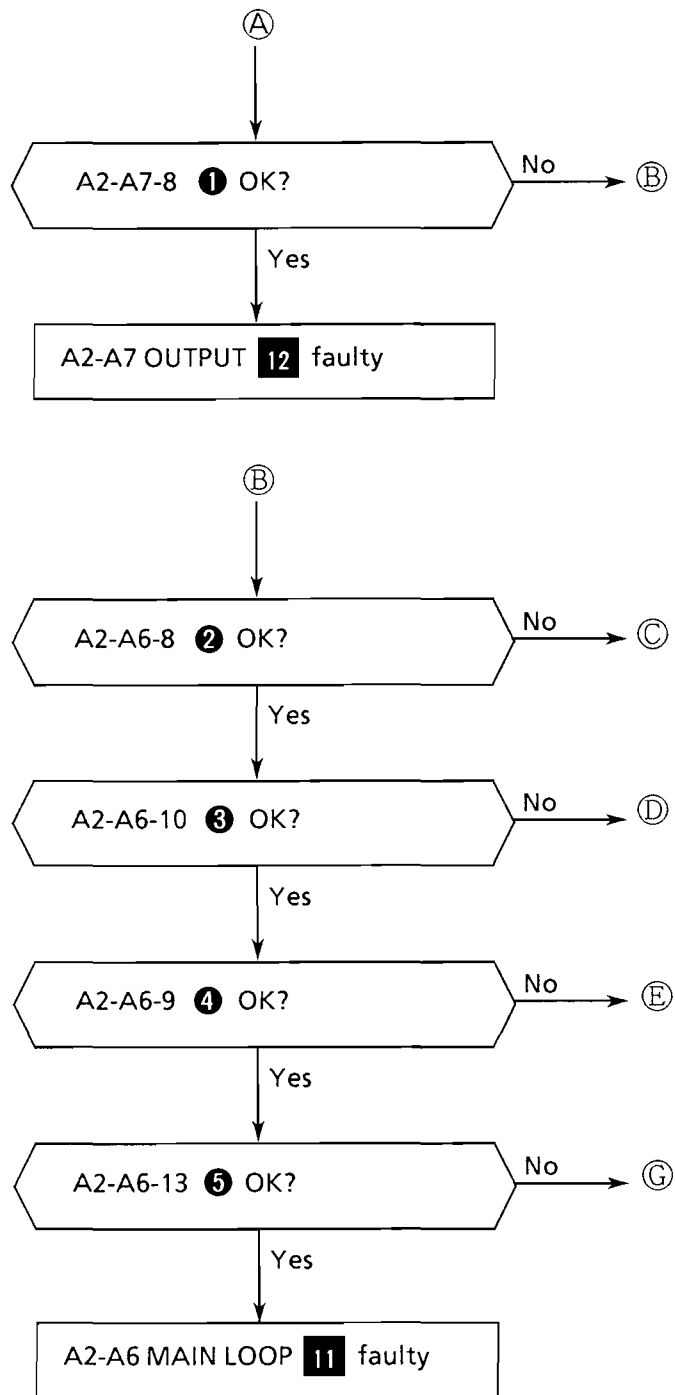 Ⓐ
A2-A7-8 ❶ OK?
No
Ⓑ
Yes
A2-A7 OUTPUT 12 faulty
Ⓑ
A2-A6-8 ❷ OK?
No
Ⓒ
Yes
A2-A6-10 ❸ OK?
No
Ⓓ
Yes
A2-A6-9 ❹ OK?
No
Ⓔ
Yes
A2-A6-13 ❺ OK?
No
Ⓖ
Yes
A2-A6 MAIN LOOP 11 faulty